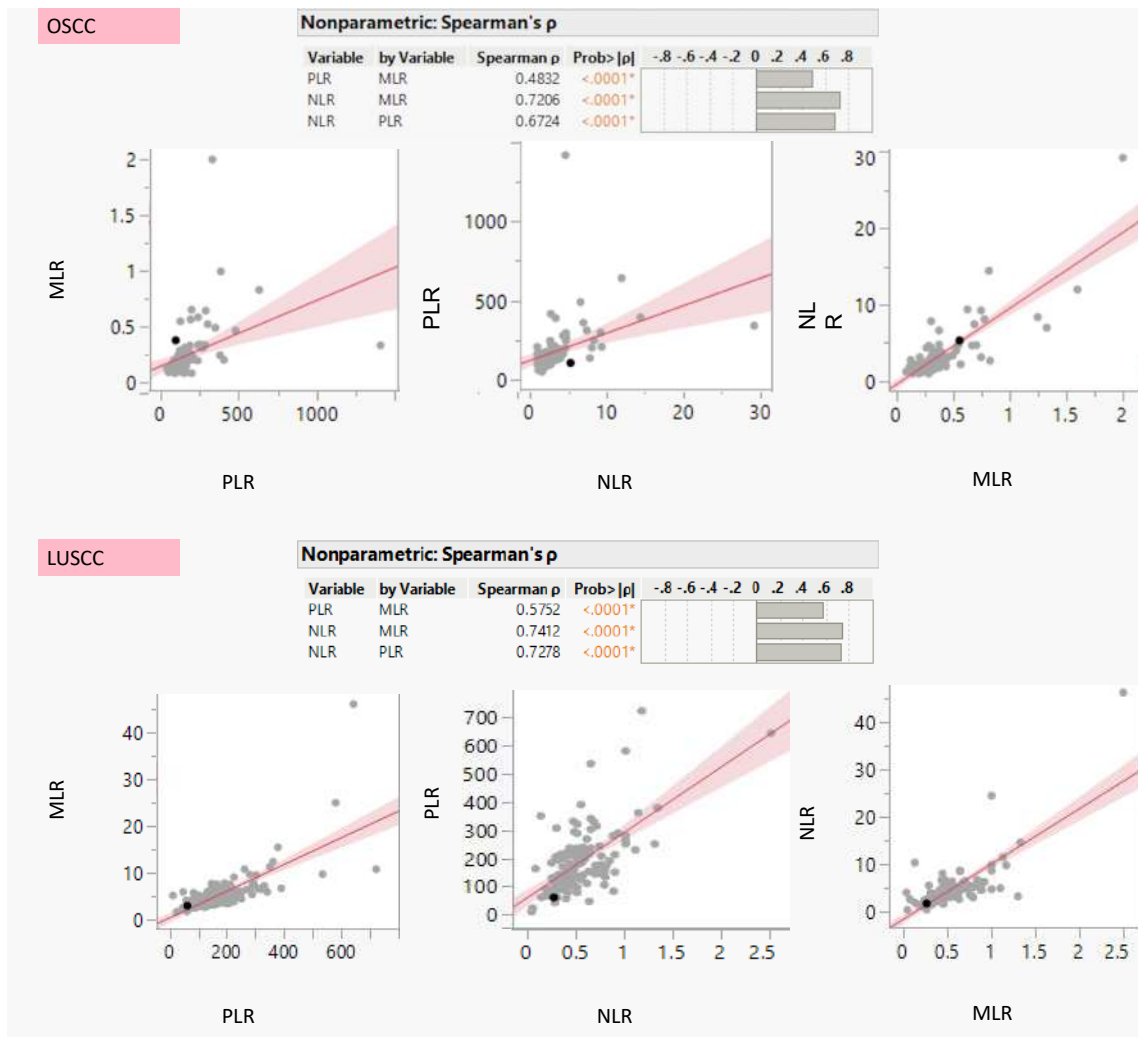 OSCC
Nonparametric: Spearman's ρ
Variable by Variable Spearman ρ Prob>|ρ| -.8 -.6 -.4 -.2 0 .2 .4 .6 .8
PLR MLR 0.4832 <.0001*
NLR MLR 0.7206 <.0001*
NLR PLR 0.6724 <.0001*
MLR
2
1.5
1
0.5
0
0 500 1000
PLR
PLR
1000
500
0
0 10 20 30
NLR
NL
R
30
20
10
0
0 0.5 1 1.5 2
MLR
LUSCC
Nonparametric: Spearman's ρ
Variable by Variable Spearman ρ Prob>|ρ| -.8 -.6 -.4 -.2 0 .2 .4 .6 .8
PLR MLR 0.5752 <.0001*
NLR MLR 0.7412 <.0001*
NLR PLR 0.7278 <.0001*
MLR
40
30
20
10
0
0 200 400 600
PLR
PLR
700
600
500
400
300
200
100
0
0 0.5 1 1.5 2 2.5
NLR
NLR
40
30
20
10
0
0 0.5 1 1.5 2 2.5
MLR